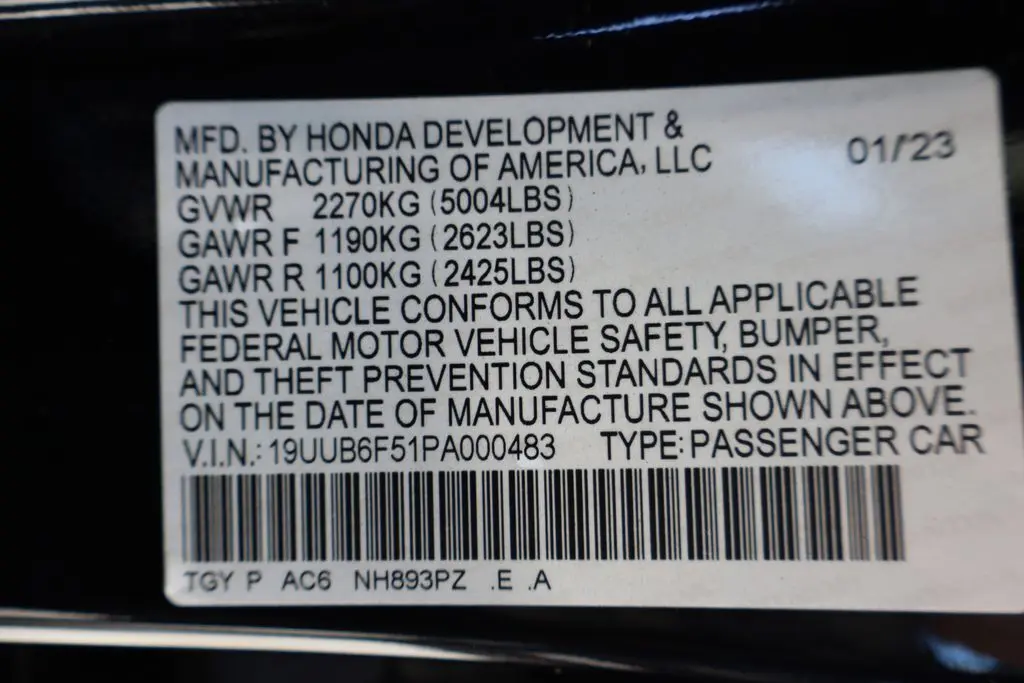 MFD. BY HONDA DEVELOPMENT &
MANUFACTURING OF AMERICA, LLC 01/'23
GVWR 2270KG (5004LBS)
GAWR F 1190KG (2623LBS)
GAWR R 1100KG (2425LBS)
THIS VEHICLE CONFORMS TO ALL APPLICABLE
FEDERAL MOTOR VEHICLE SAFETY, BUMPER,
AND THEFT PREVENTION STANDARDS IN EFFECT
ON THE DATE OF MANUFACTURE SHOWN ABOVE.
V.I.N.: 19UUB6F51PA000483 TYPE: PASSENGER CAR
TGY P AC6 NH893PZ .E .A